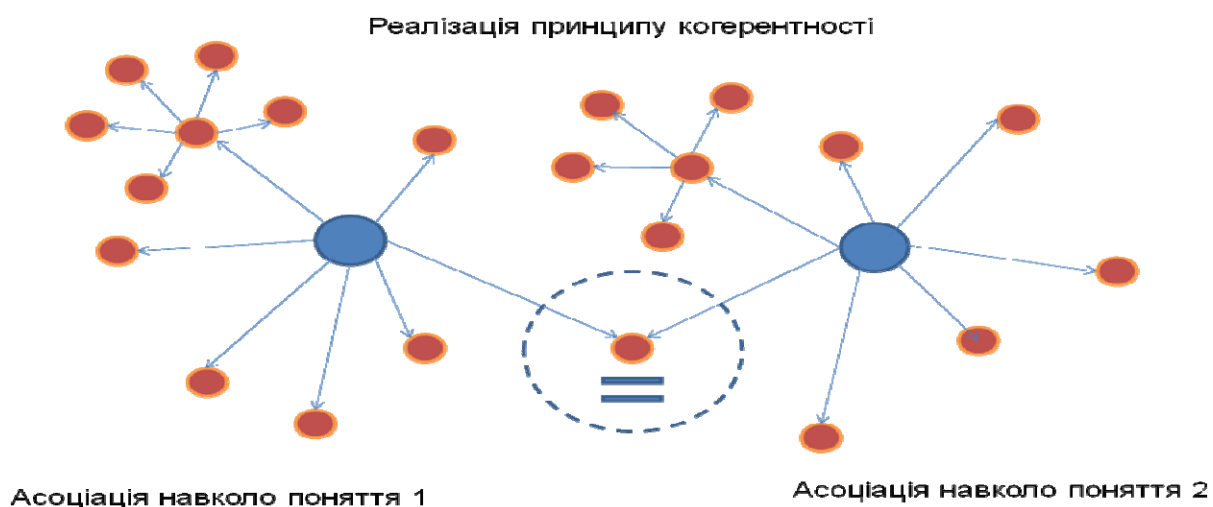 Реалізація принципу когерентності
Асоціація навколо поняття 1
Асоціація навколо поняття 2